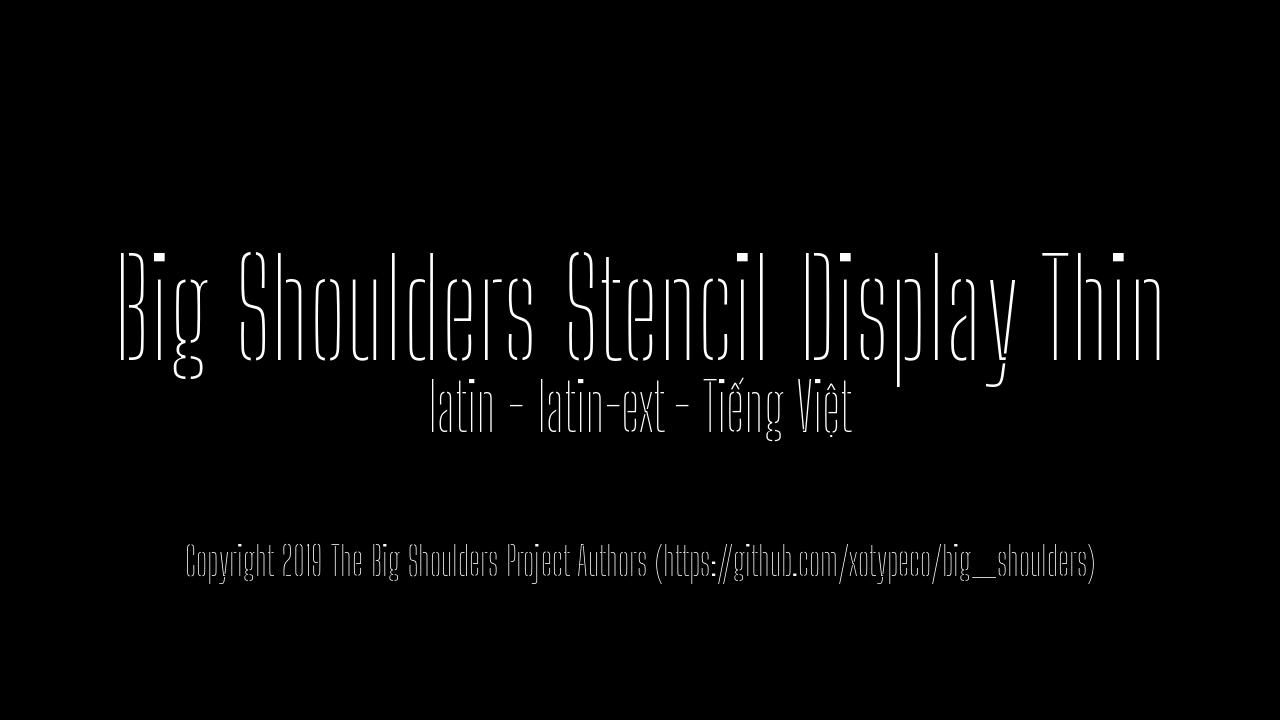 Big Shoulders Stencil Display Thin
latin - latin-ext - Tiếng Việt
Copyright 2019 The Big Shoulders Project Authors (https://github.com/xotypeco/big_shoulders)